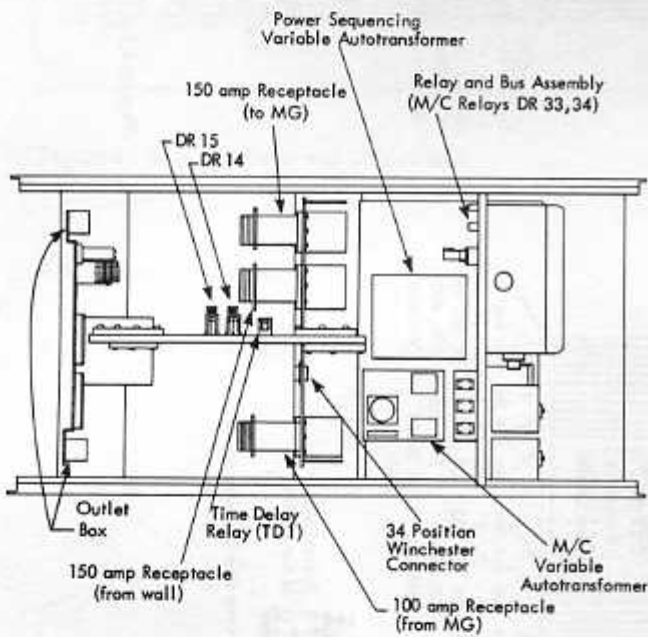 Power Sequencing
Variable Autotransformer
150 amp Receptacle
(to MG)
Relay and Bus Assembly
(M/C Relays DR 33,34)
DR 15
DR 14
Outlet
Box
Time Delay
Relay (TD1)
150 amp Receptacle
(from wall)
34 Position
Winchester
Connector
M/C
Variable
Autotransformer
100 amp Receptacle
(from MG)